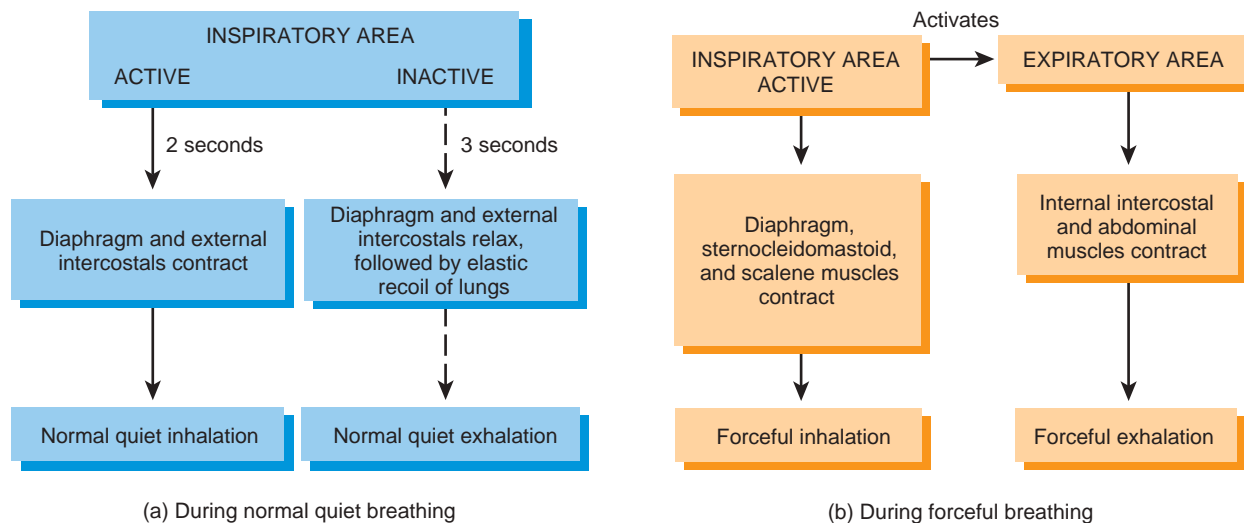 INSPIRATORY AREA
ACTIVE
INACTIVE
2 seconds
3 seconds
Diaphragm and external
intercostals contract
Diaphragm and external
intercostals relax,
followed by elastic
recoil of lungs
Normal quiet inhalation
Normal quiet exhalation
(a) During normal quiet breathing
Activates
INSPIRATORY AREA
ACTIVE
EXPIRATORY AREA
Diaphragm,
sternocleidomastoid,
and scalene muscles
contract
Internal intercostal
and abdominal
muscles contract
Forceful inhalation
Forceful exhalation
(b) During forceful breathing